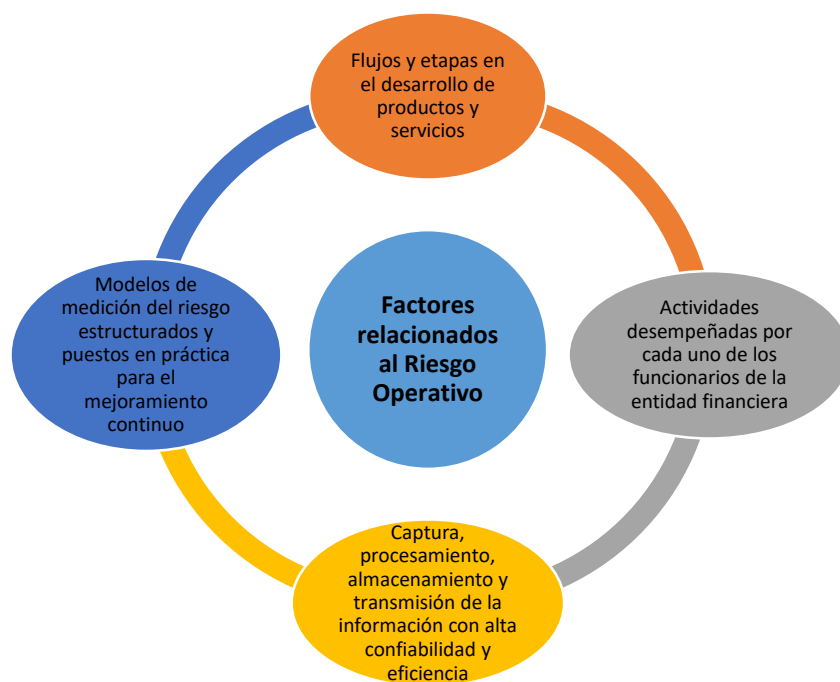 Flujos y etapas en
el desarrollo de
productos y
servicios
Modelos de
medición del riesgo
estructurados y
puestos en práctica
para el
mejoramiento
continuo
Factores
relacionados
al Riesgo
Operativo
Actividades
desempeñadas por
cada uno de los
funcionarios de la
entidad financiera
Captura,
procesamiento,
almacenamiento y
transmisión de la
información con alta
confiabilidad y
eficiencia